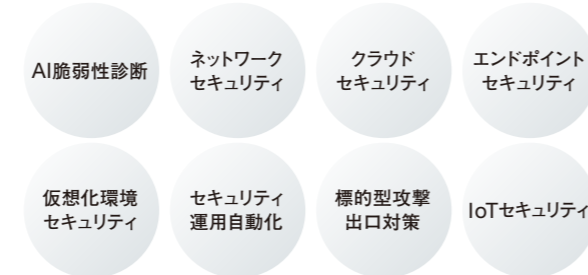 AI脆弱性診断
ネットワーク
セキュリティ
クラウド
セキュリティ
エンドポイント
セキュリティ
仮想化環境
セキュリティ
セキュリティ
運用自動化
標的型攻撃
出口対策
IoTセキュリティ